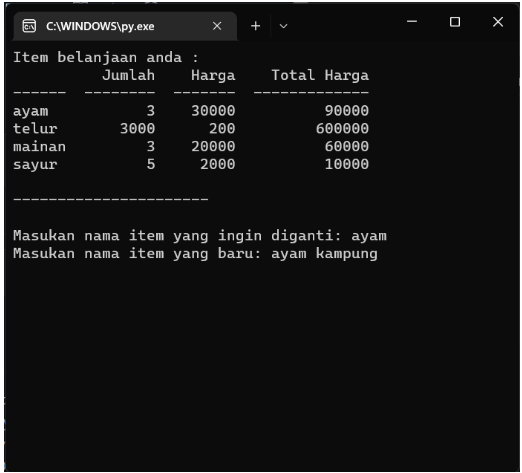 C:\WINDOWS\py.exe
Item belanjaan anda :
Jumlah Harga Total Harga
------ -------- ------- -------------
ayam 3 30000 90000
telur 3000 200 600000
mainan 3 20000 60000
sayur 5 2000 10000
----------------------
Masukan nama item yang ingin diganti: ayam
Masukan nama item yang baru: ayam kampung